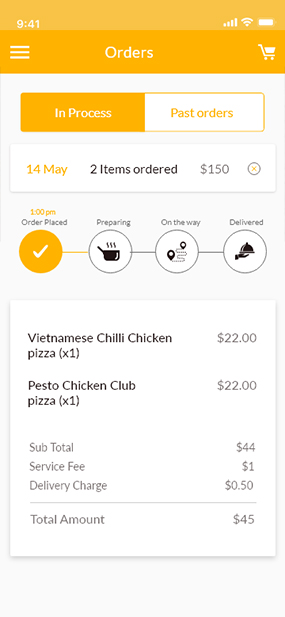 9:41
Orders
In Process Past orders
14 May 2 Items ordered $150
1:00 pm
Order Placed Preparing On the way Delivered
Vietnamese Chilli Chicken $22.00
pizza (x1)
Pesto Chicken Club $22.00
pizza (x1)
Sub Total $44
Service Fee $1
Delivery Charge $0.50
Total Amount $45